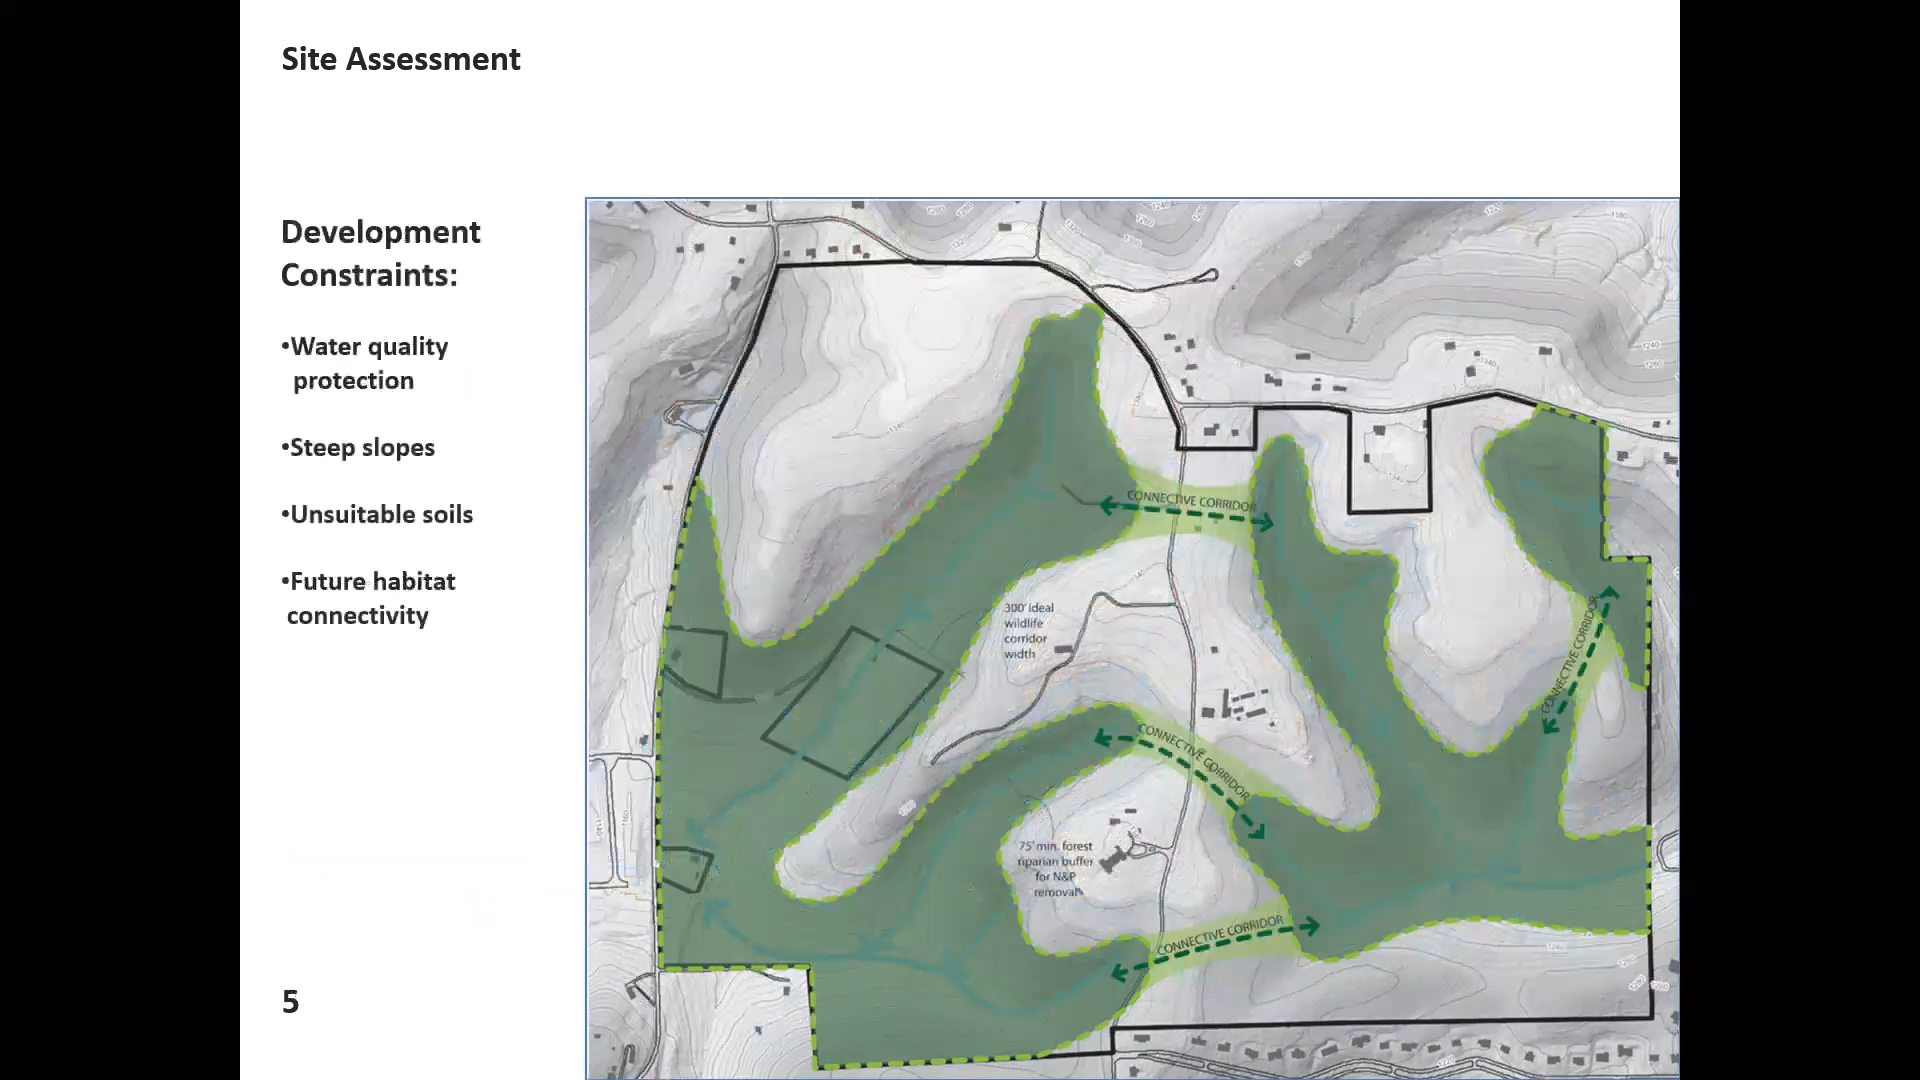 Site Assessment
Development
Constraints:
•Water quality
protection
•Steep slopes
•Unsuitable soils
•Future habitat
connectivity
CONNECTIVE CORRIDOR
300' ideal
wildlife
corridor
width
CONNECTIVE CORRIDOR
CONNECTIVE CORRIDOR
75' min. forest
riparian buffer
for N&P
removal
CONNECTIVE CORRIDOR
5